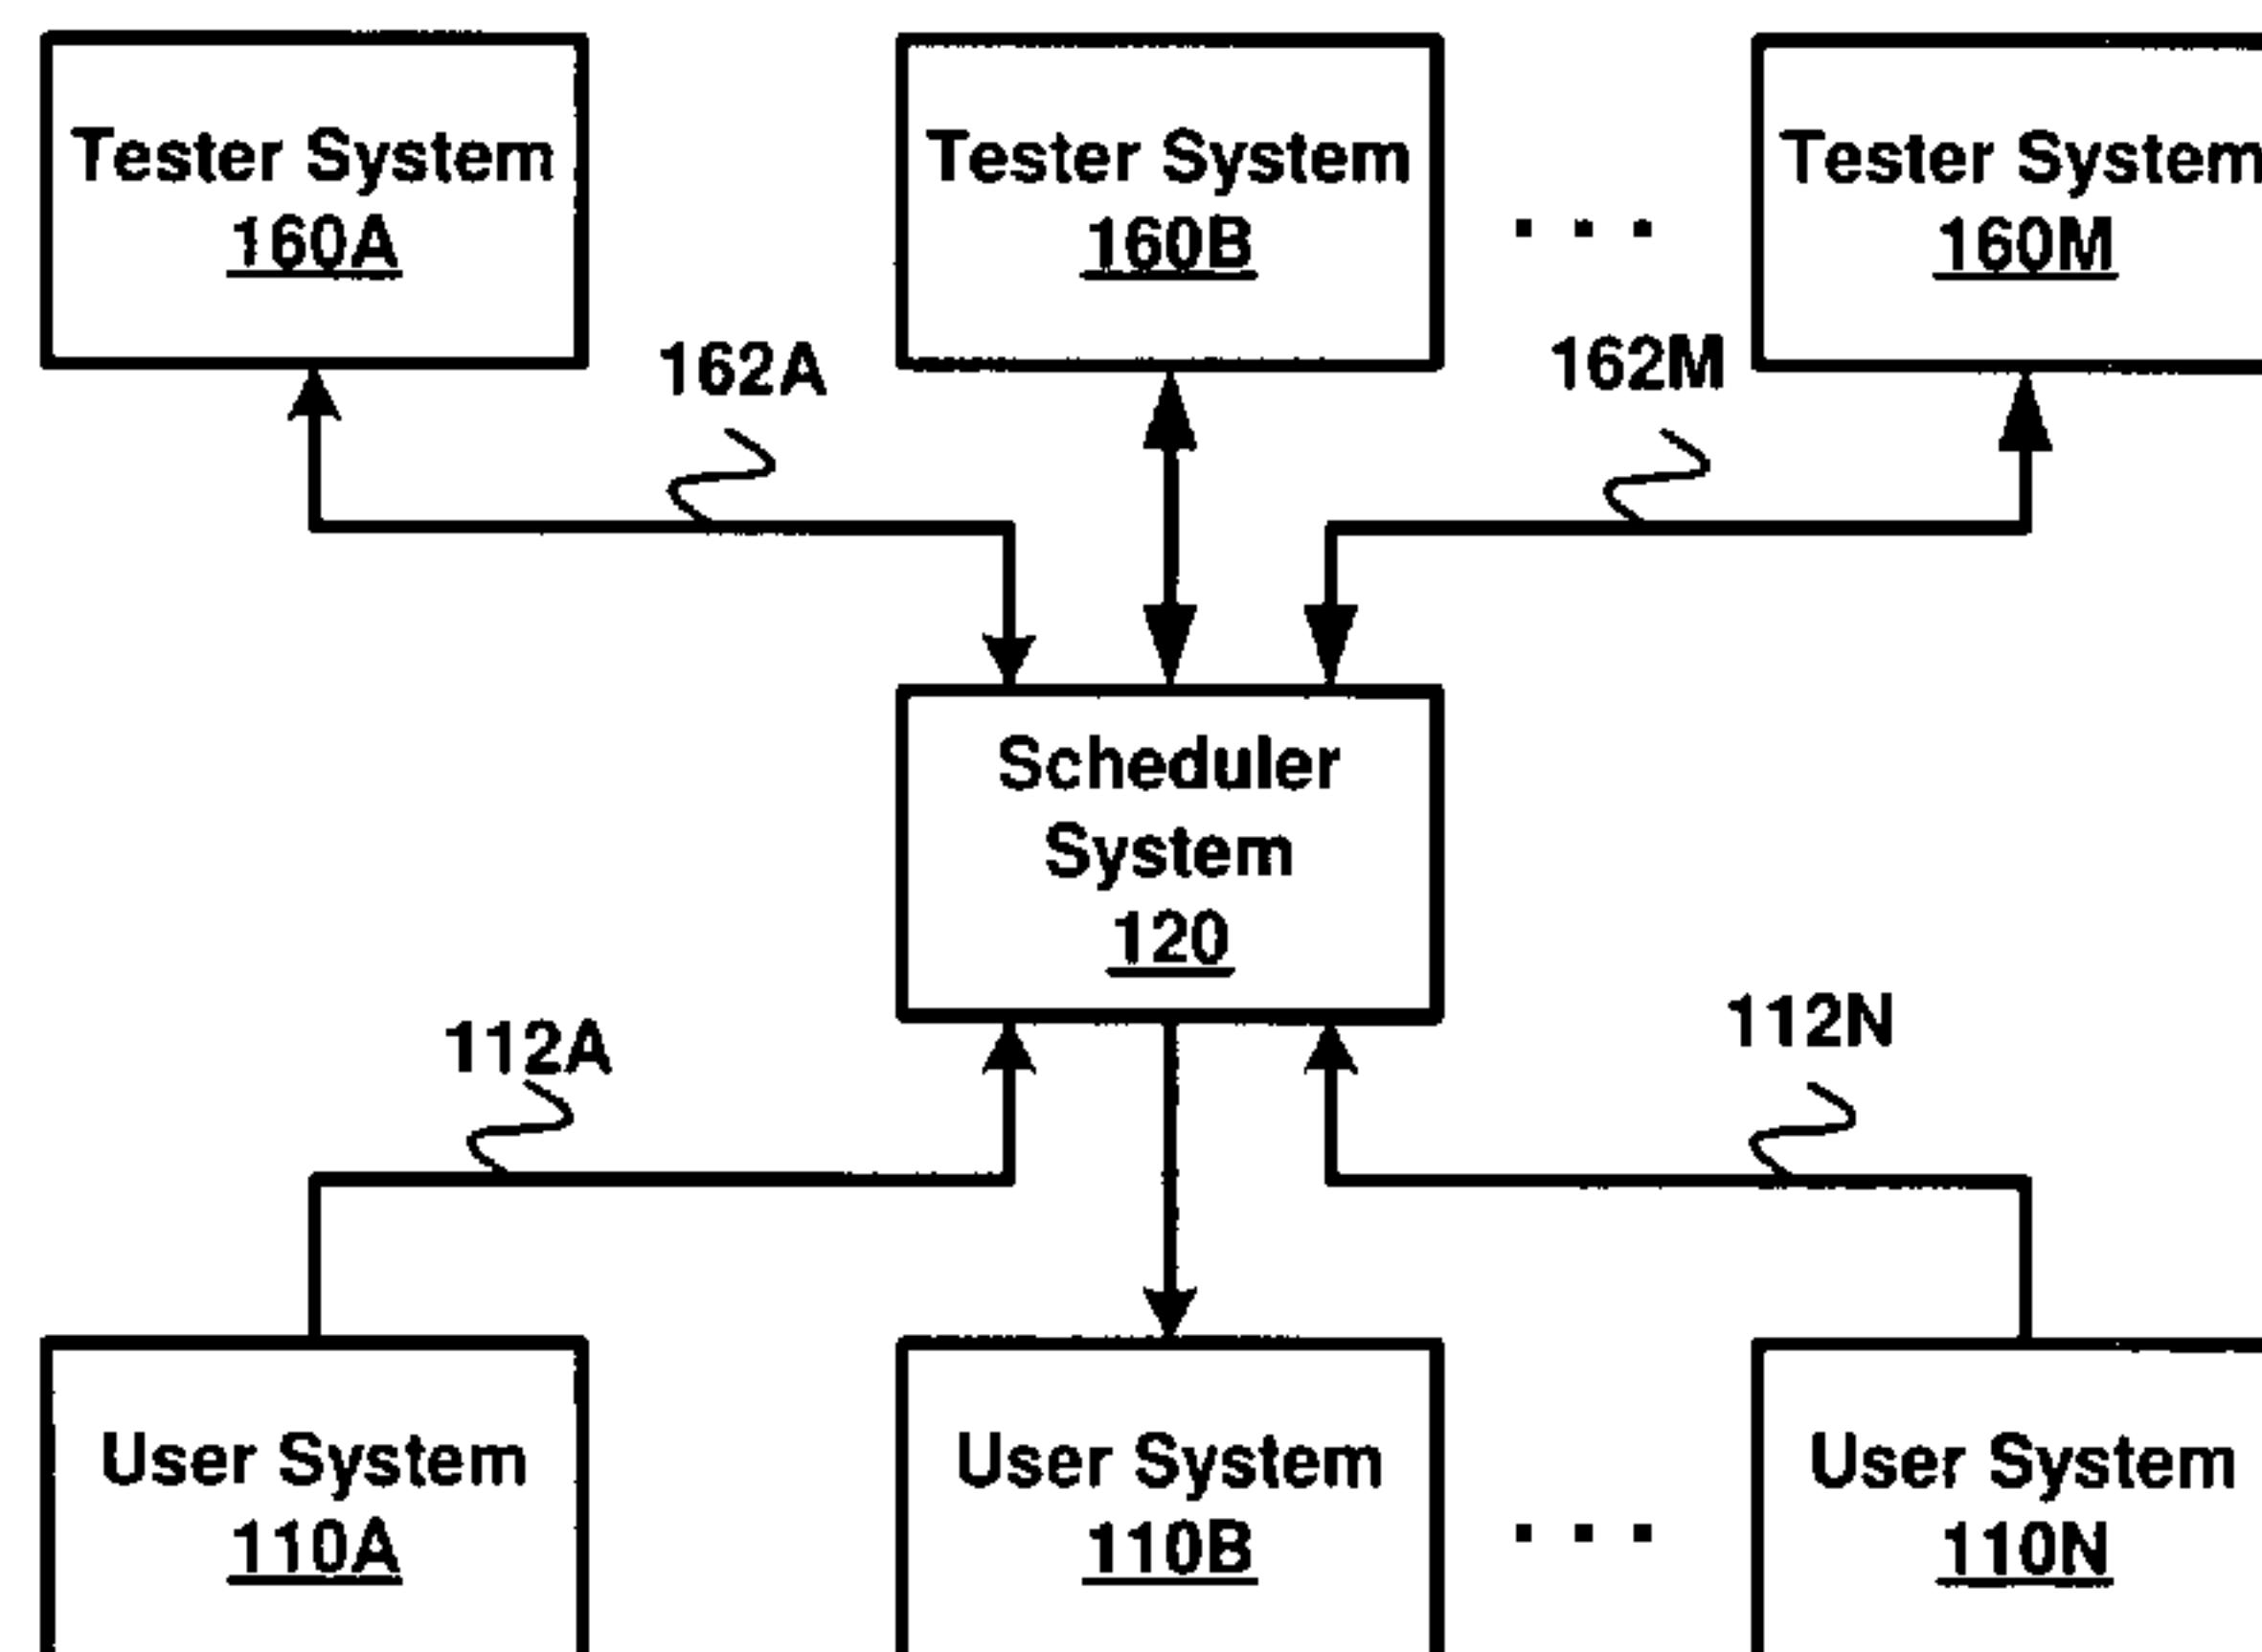 Tester System
160A
Tester System
160B
. . .
Tester System
160M
162A
162M
Scheduler
System
120
112A
112N
User System
110A
User System
110B
. . .
User System
110N